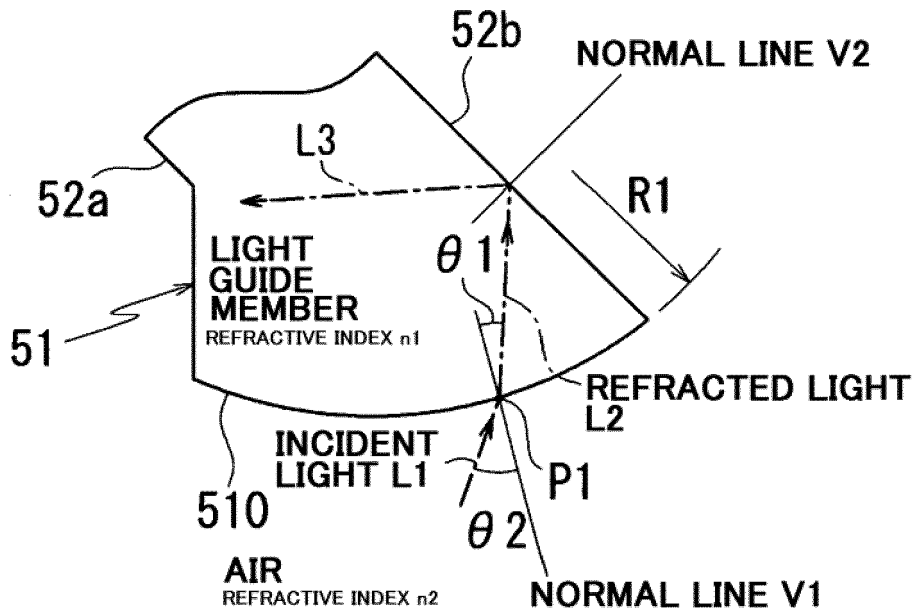 52b
NORMAL LINE V2
L3
52a
R1
θ1
LIGHT
GUIDE
MEMBER
REFRACTIVE INDEX n1
51
REFRACTED LIGHT
L2
INCIDENT
LIGHT L1
P1
510
θ2
AIR
REFRACTIVE INDEX n2
NORMAL LINE V1